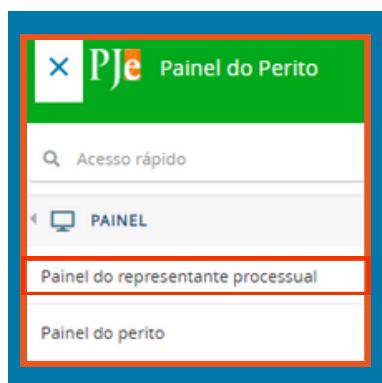 PJe Painel do Perito
Acesso rápido
PAINEL
Painel do representante processual
Painel do perito